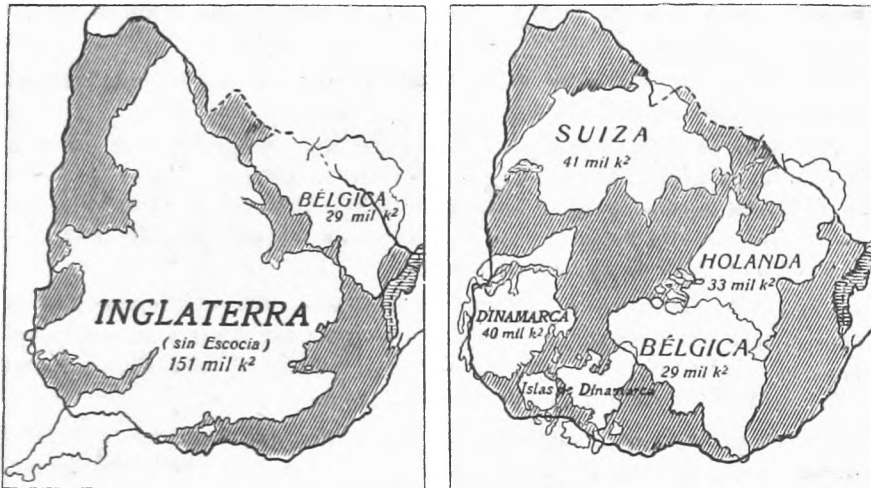 BÉLGICA
29 mil k²
INGLATERRA
(sin Escocia)
151 mil k²
SUIZA
41 mil k²
HOLANDA
33 mil k²
DINAMARCA
40 mil k²
BÉLGICA
29 mil k²
Islas de Dinamarca